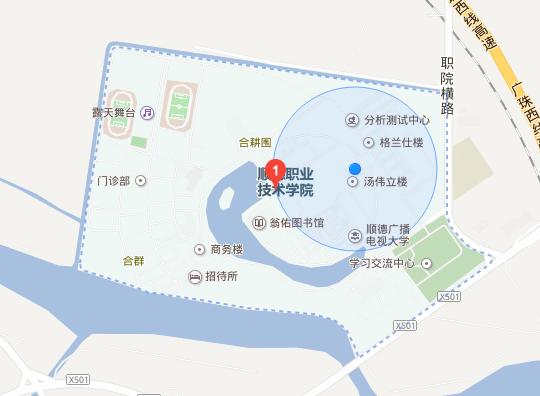 广珠西线高速
广珠西线
职院横路
露天舞台
分析测试中心
格兰仕楼
合耕围
1
顺德职业
技术学院
门诊部
汤伟立楼
翁佑图书馆
顺德广播
电视大学
商务楼
合群
学习交流中心
招待所
X501
X501
X501
X501